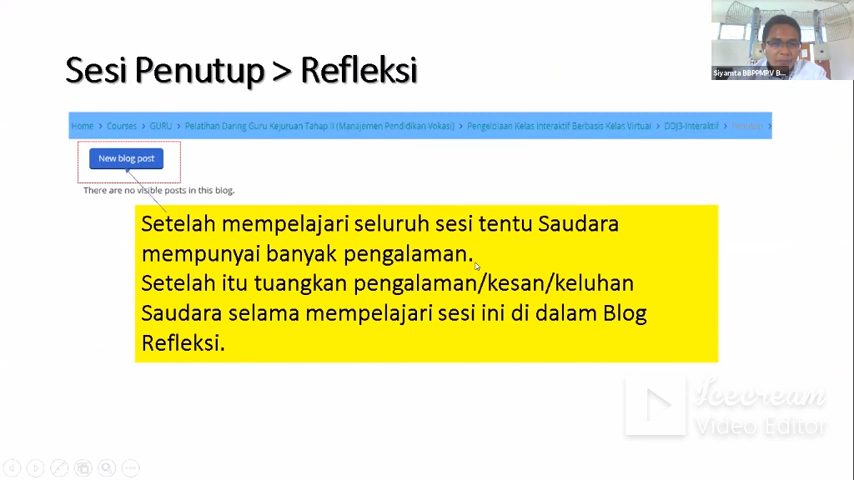 Siyamta BBPPMPV B...
Sesi Penutup > Refleksi
Home > Courses > GURU > Pelatihan Daring Guru Kejuruan Tahap II (Manajemen Pendidikan Vokasi) > Pengelolaan Kelas Interaktif Berbasis Kelas Virtual > DDJ3-Interaktif >
New blog post
There are no visible posts in this blog.
Setelah mempelajari seluruh sesi tentu Saudara
mempunyai banyak pengalaman.
Setelah itu tuangkan pengalaman/kesan/keluhan
Saudara selama mempelajari sesi ini di dalam Blog
Refleksi.
Icecream
Video Editor